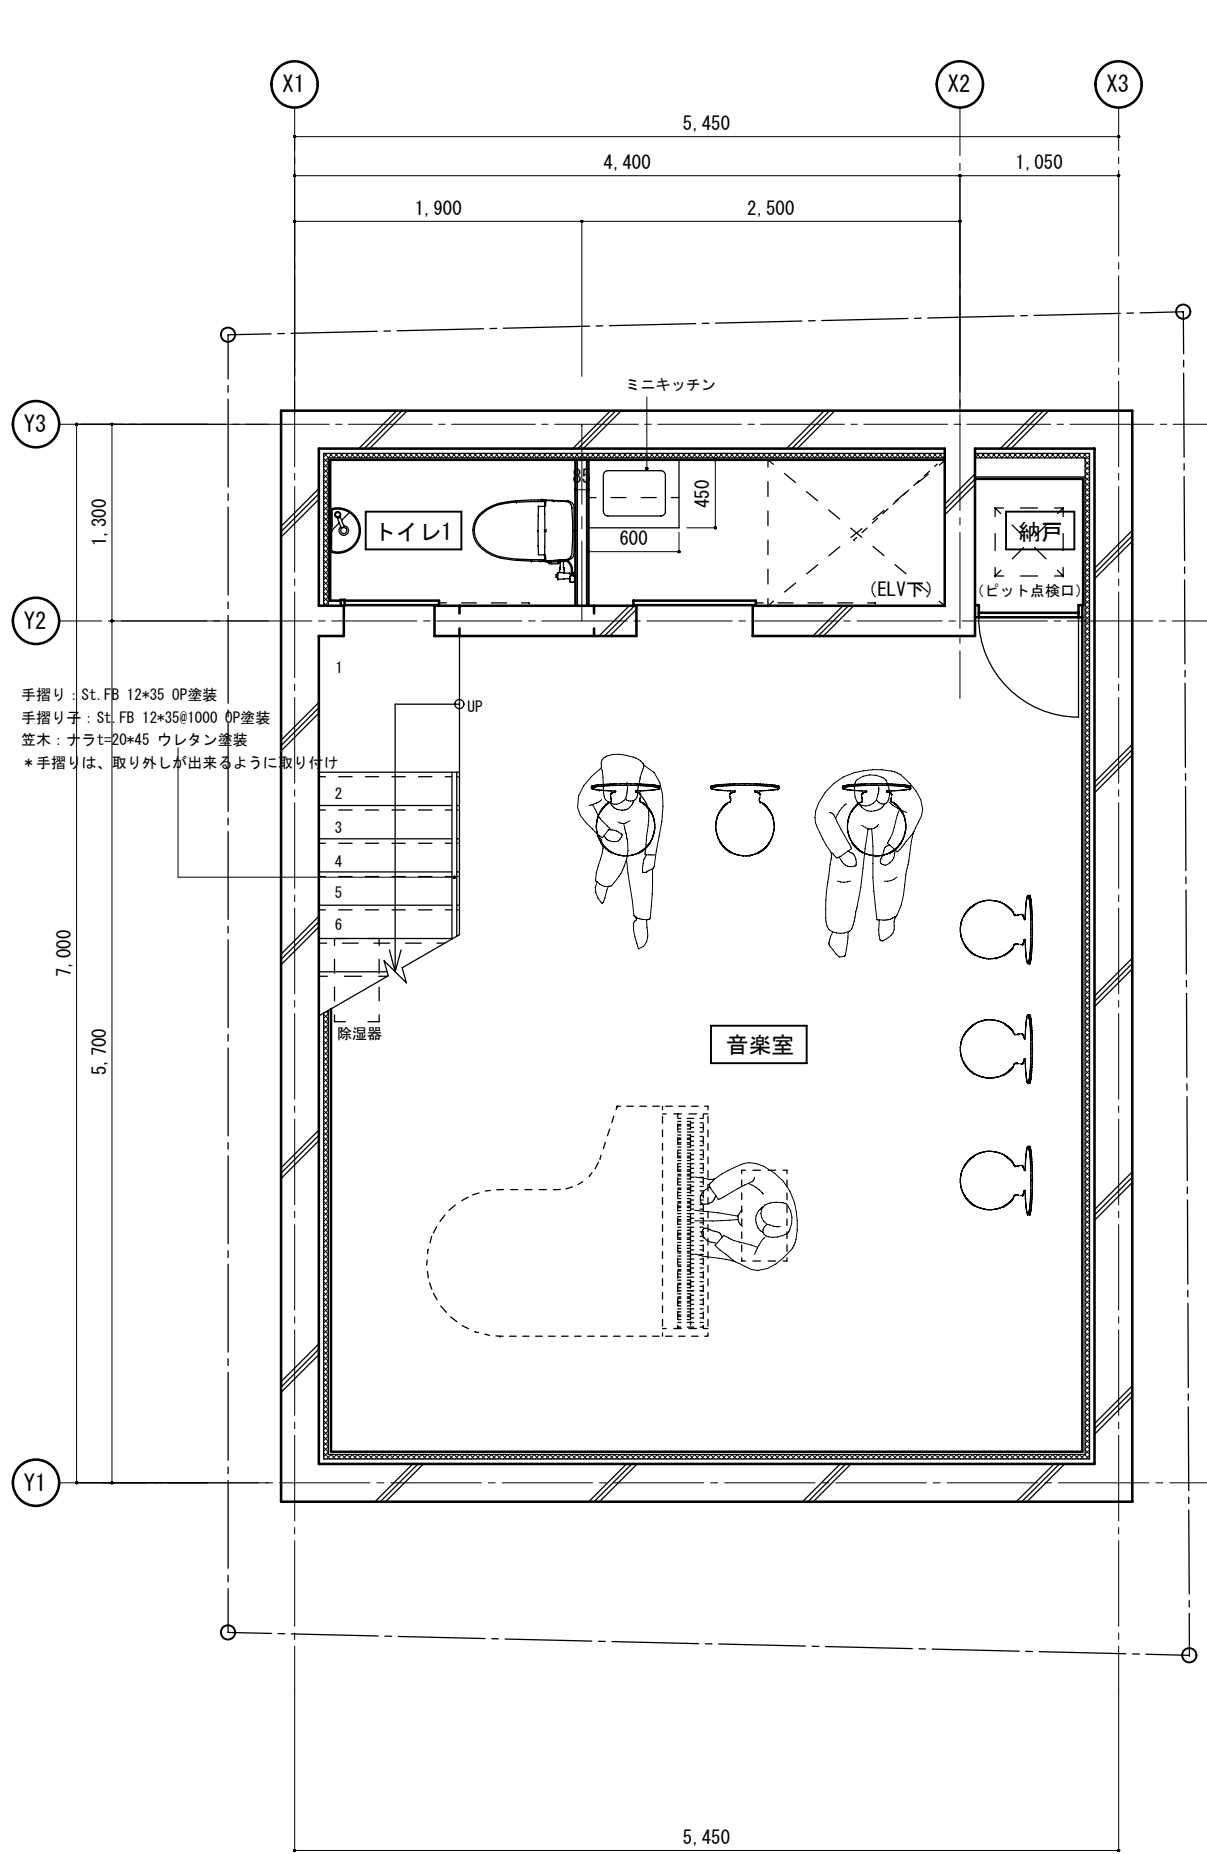 X1
X2
X3
5,450
4,400
1,050
1,900
2,500
ミニキッチン
Y3
85
450
トイレ1
納戸
1,300
600
(ELV下)
(ピット点検口)
Y2
1
手摺り：St.FB 12*35 OP塗装
手摺り子：St.FB 12*35@1000 OP塗装
笠木：ナラt=20*45 ウレタン塗装
＊手摺りは、取り外しが出来るように取り付け
UP
2
3
4
5
6
7,000
5,700
除湿器
音楽室
Y1
5,450